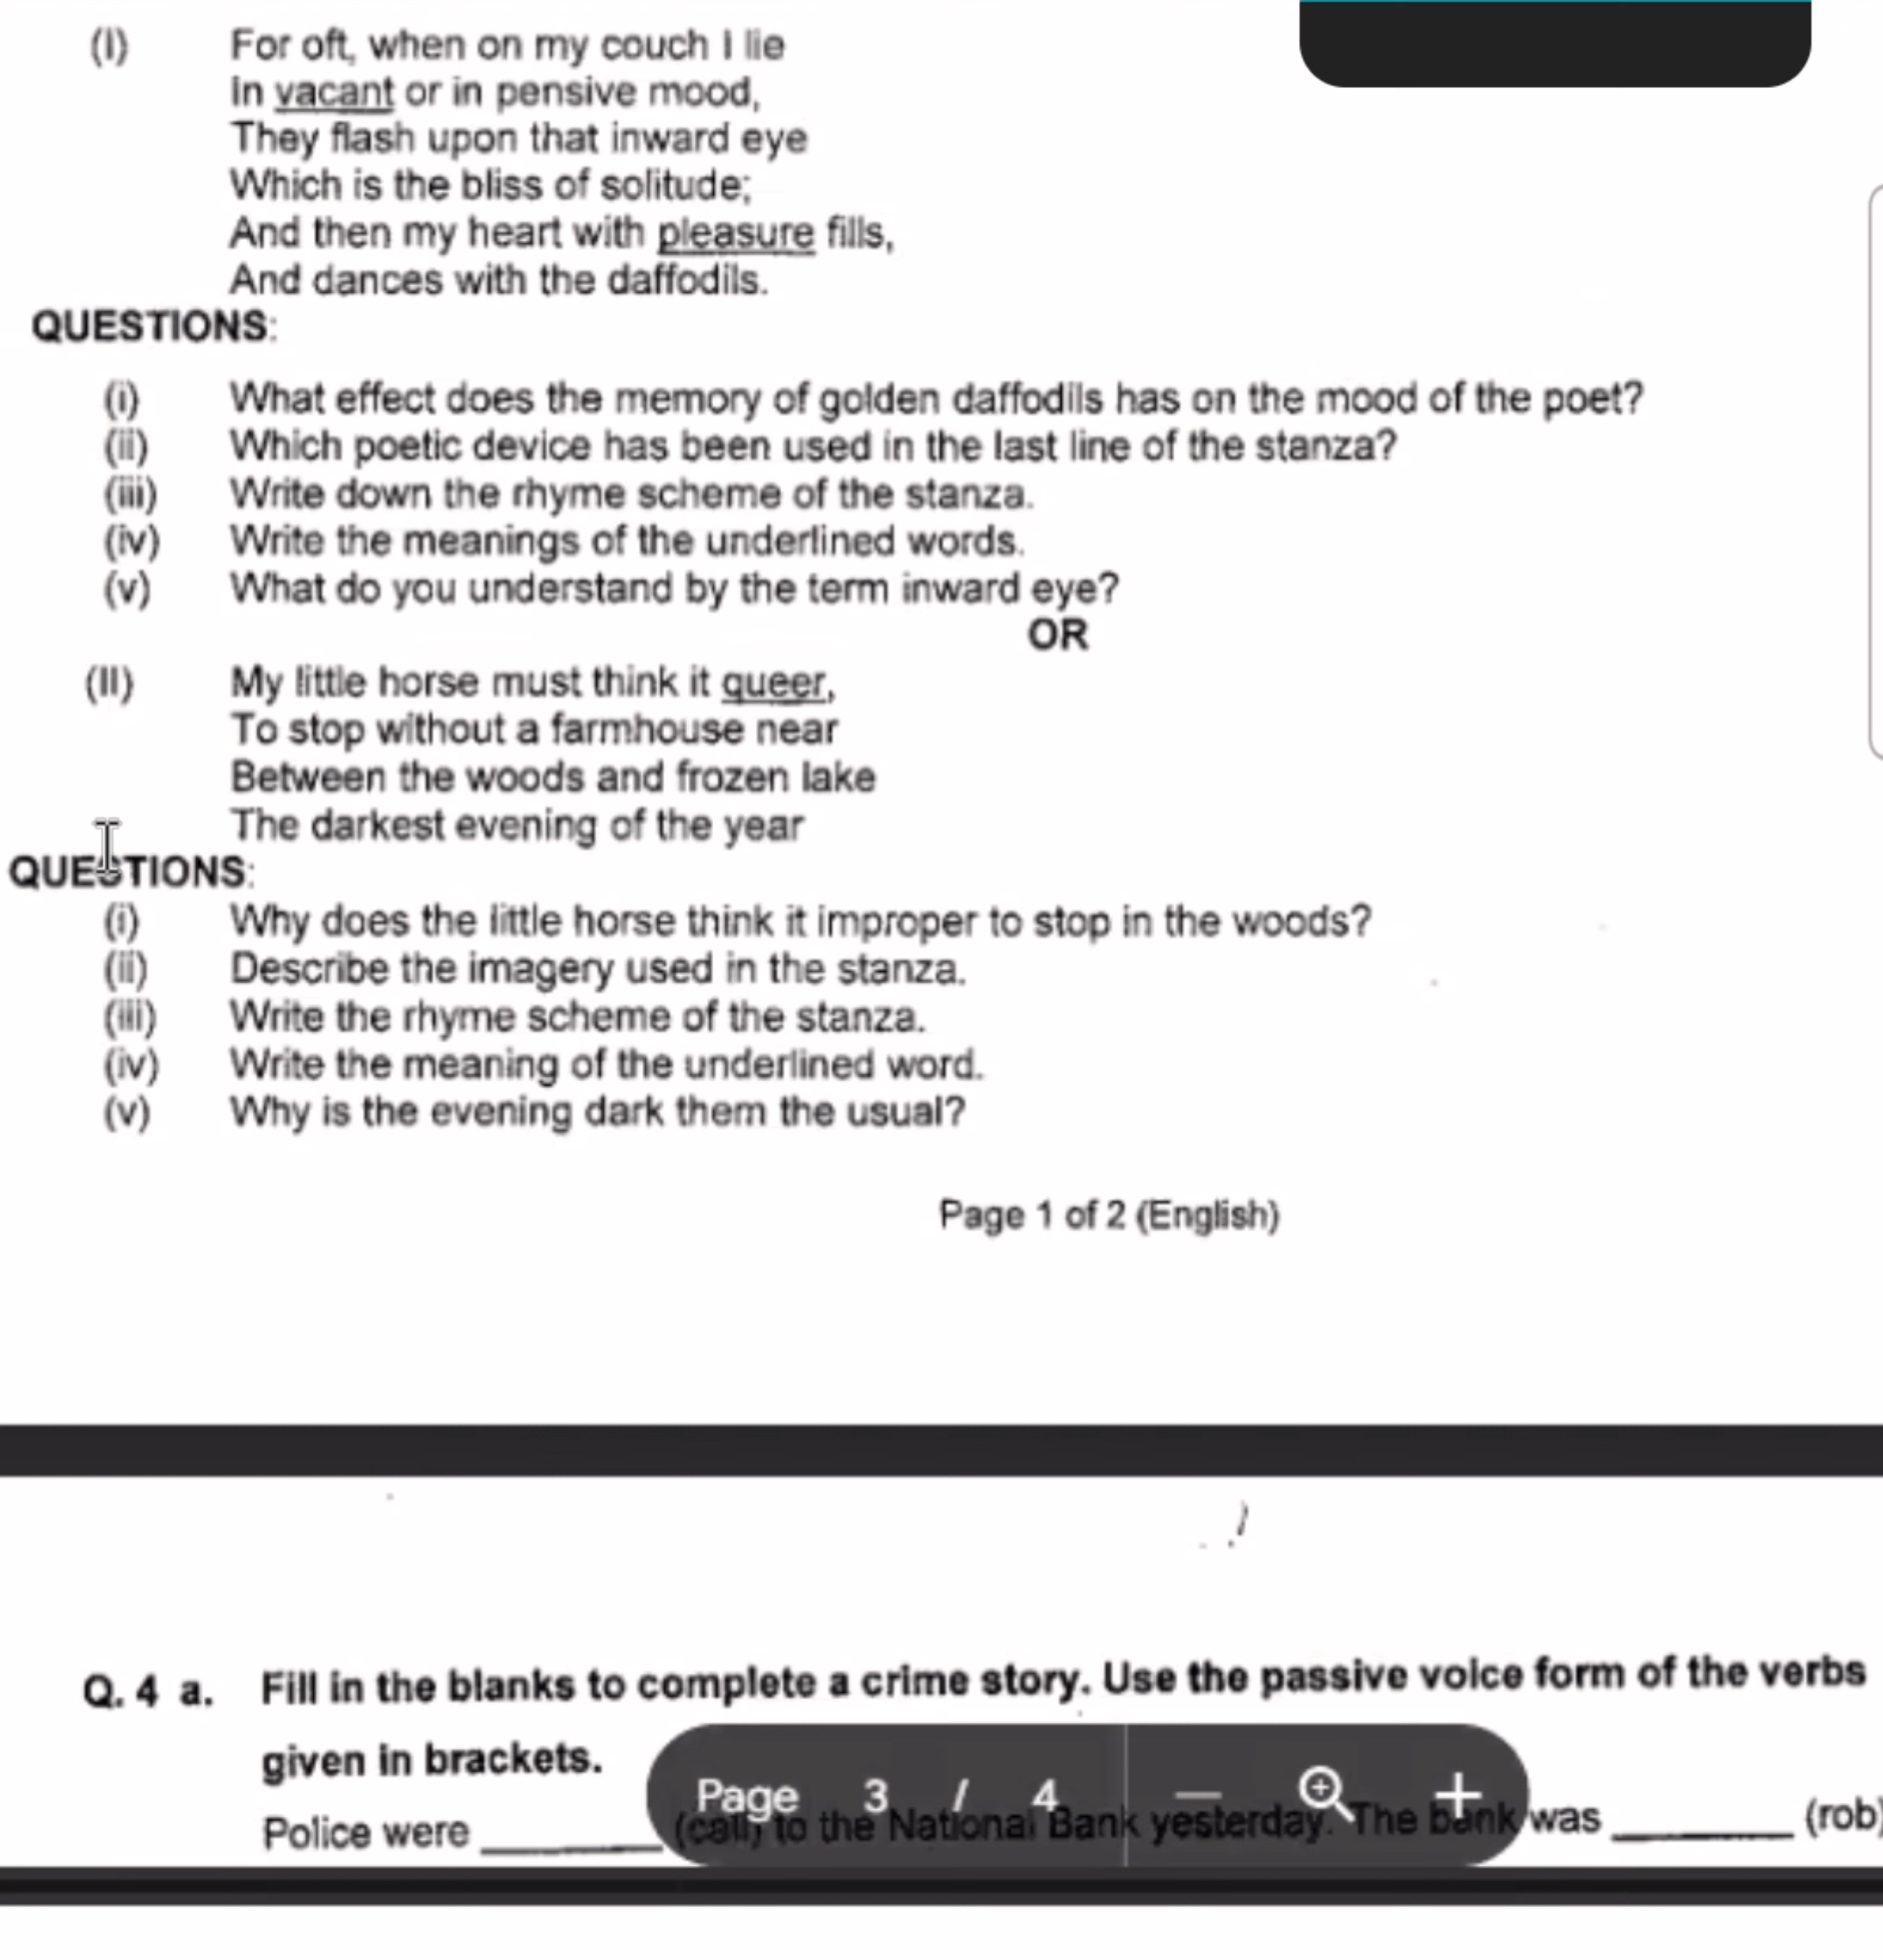 (I) For oft, when on my couch I lie
In vacant or in pensive mood,
They flash upon that inward eye
Which is the bliss of solitude;
And then my heart with pleasure fills,
And dances with the daffodils.
QUESTIONS:
(i) What effect does the memory of golden daffodils has on the mood of the poet?
(ii) Which poetic device has been used in the last line of the stanza?
(iii) Write down the rhyme scheme of the stanza.
(iv) Write the meanings of the underlined words.
(v) What do you understand by the term inward eye?
OR
(II) My little horse must think it queer,
To stop without a farmhouse near
Between the woods and frozen lake
The darkest evening of the year
QUESTIONS:
(i) Why does the little horse think it improper to stop in the woods?
(ii) Describe the imagery used in the stanza.
(iii) Write the rhyme scheme of the stanza.
(iv) Write the meaning of the underlined word.
(v) Why is the evening dark them the usual?
Page 1 of 2 (English)
Q. 4 a. Fill in the blanks to complete a crime story. Use the passive voice form of the verbs
given in brackets.
Page 3 / 4
Police were ________ (call) to the National Bank yesterday. The bank was ________ (rob)